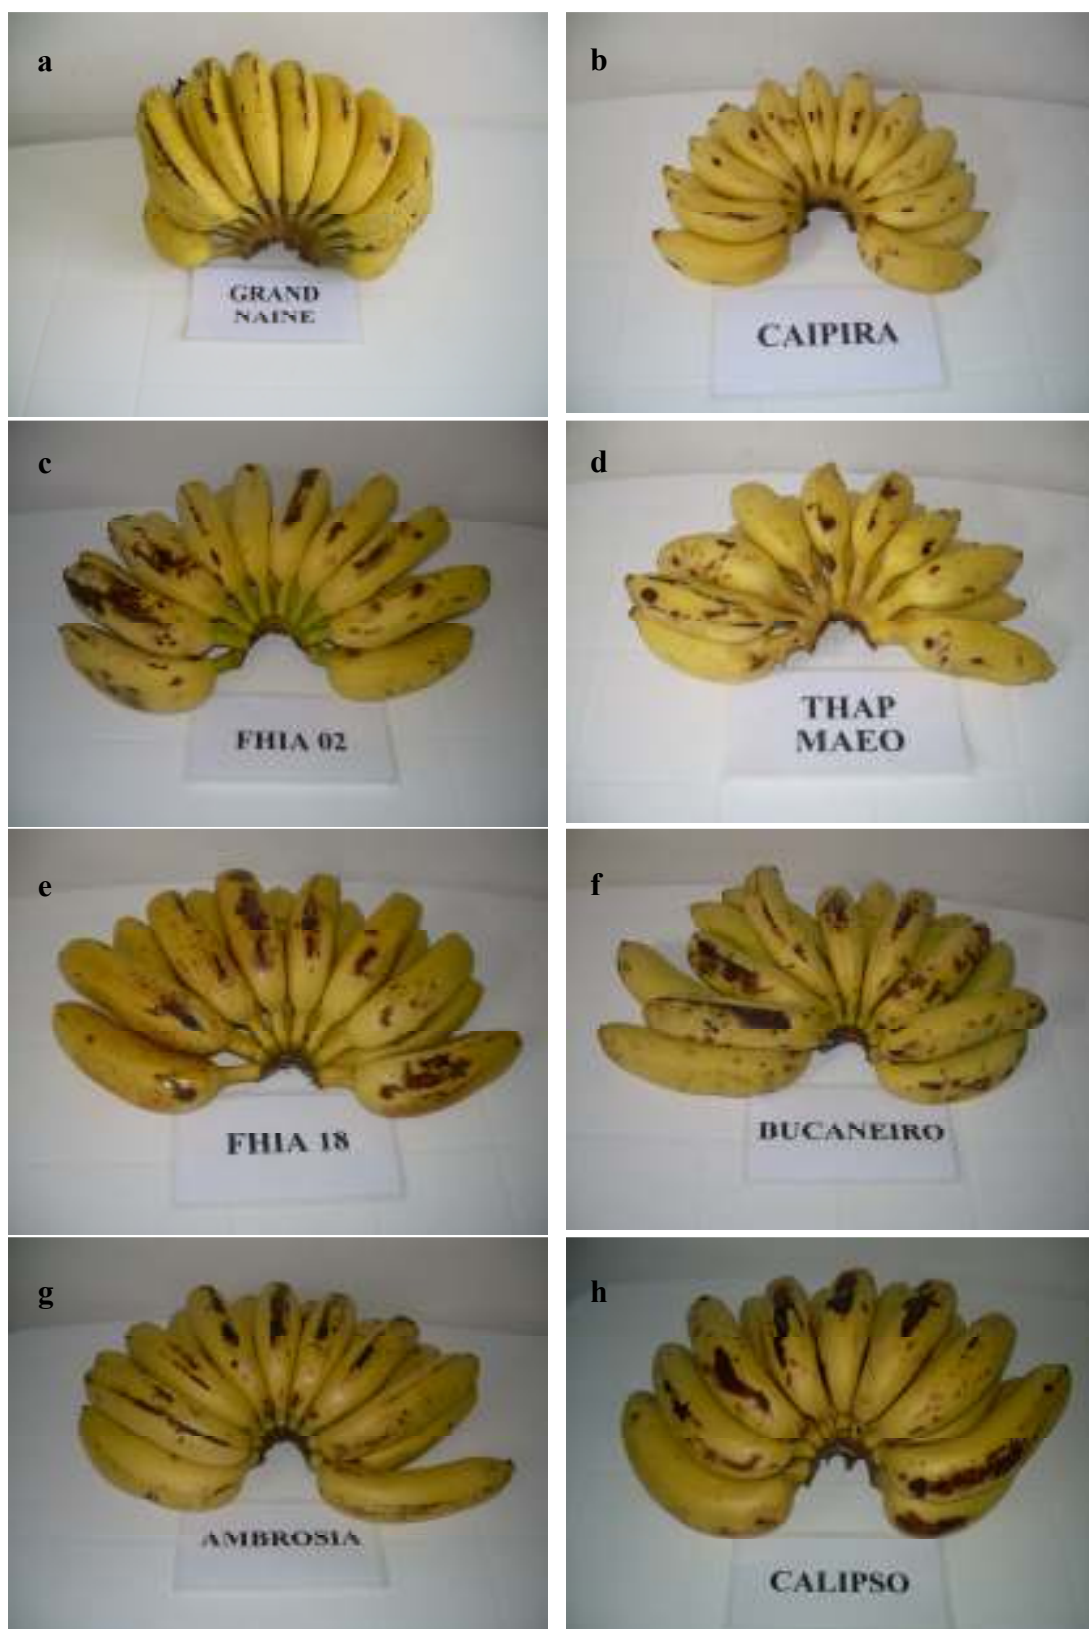 a
GRAND
NAINE
b
CAIPIRA
c
FHIA 02
d
THAP
MAEO
e
FHIA 18
f
BUCANEIRO
g
AMBROSIA
h
CALIPSO